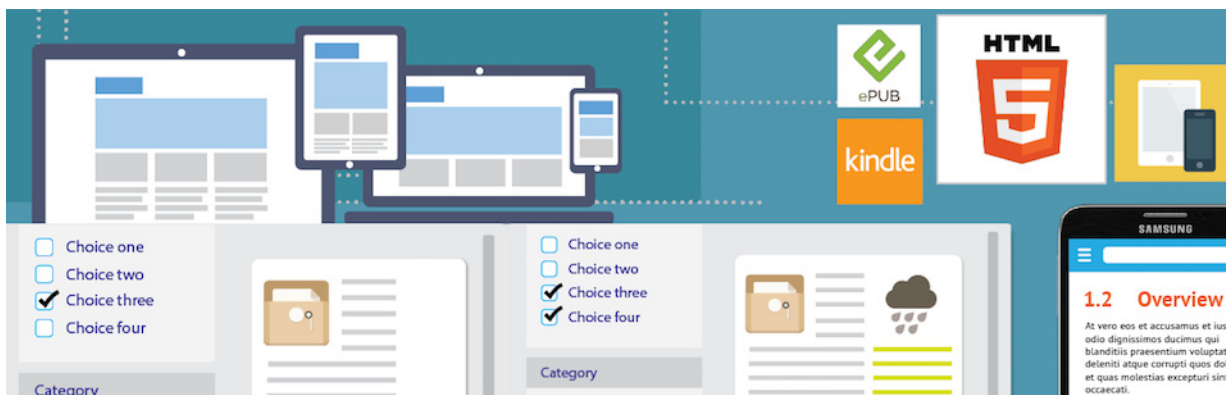 ePUB
HTML
5
kindle
Choice one
Choice two
Choice three
Choice four
Category
Choice one
Choice two
Choice three
Choice four
Category
SAMSUNG
1.2 Overview
At vero eos et accusamus et ius
odio dignissimos ducimus qui
blanditiis praesentium voluptat
deleniti atque corrupti quos do
et quas molestias excepturi sint
occaecati.